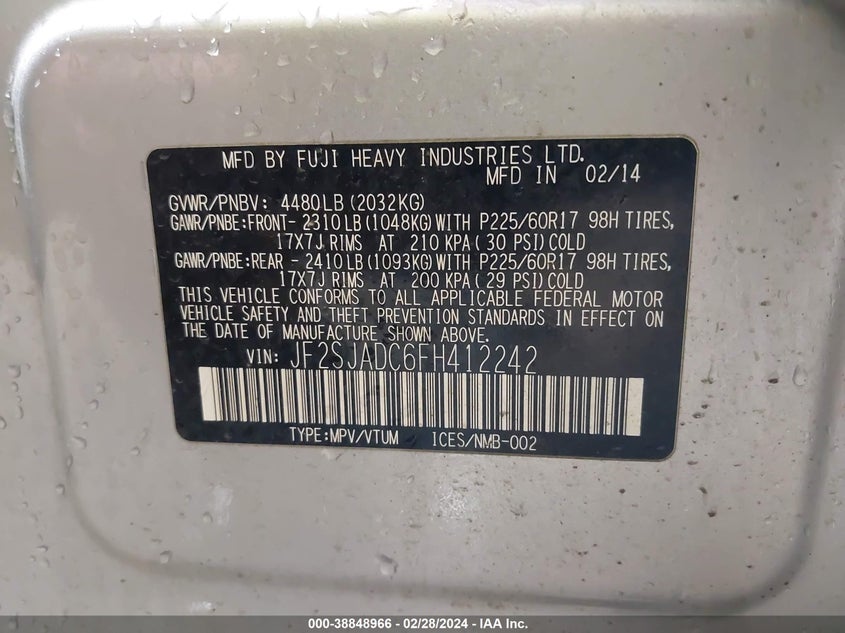 MFD BY FUJI HEAVY INDUSTRIES LTD.
MFD IN 02/14
GVWR/PNBV: 4480LB(2032KG)
GAWR/PNBE:FRONT- 2310LB(1048KG)WITH P225/60R17 98H TIRES,
17X7J RIMS AT 210 KPA( 30 PSI)COLD
GAWR/PNBE:REAR - 2410LB(1093KG)WITH P225/60R17 98H TIRES,
17X7J RIMS AT 200 KPA( 29 PSI)COLD
THIS VEHICLE CONFORMS TO ALL APPLICABLE FEDERAL MOTOR
VEHICLE SAFETY AND THEFT PREVENTION STANDARDS IN EFFECT ON
THE DATE OF MANUFACTURE SHOWN ABOVE.
VIN: JF2SJADC6FH412242
TYPE:MPV/VTUM ICES/NMB-002
000-38848966 - 02/28/2024 - IAA Inc.